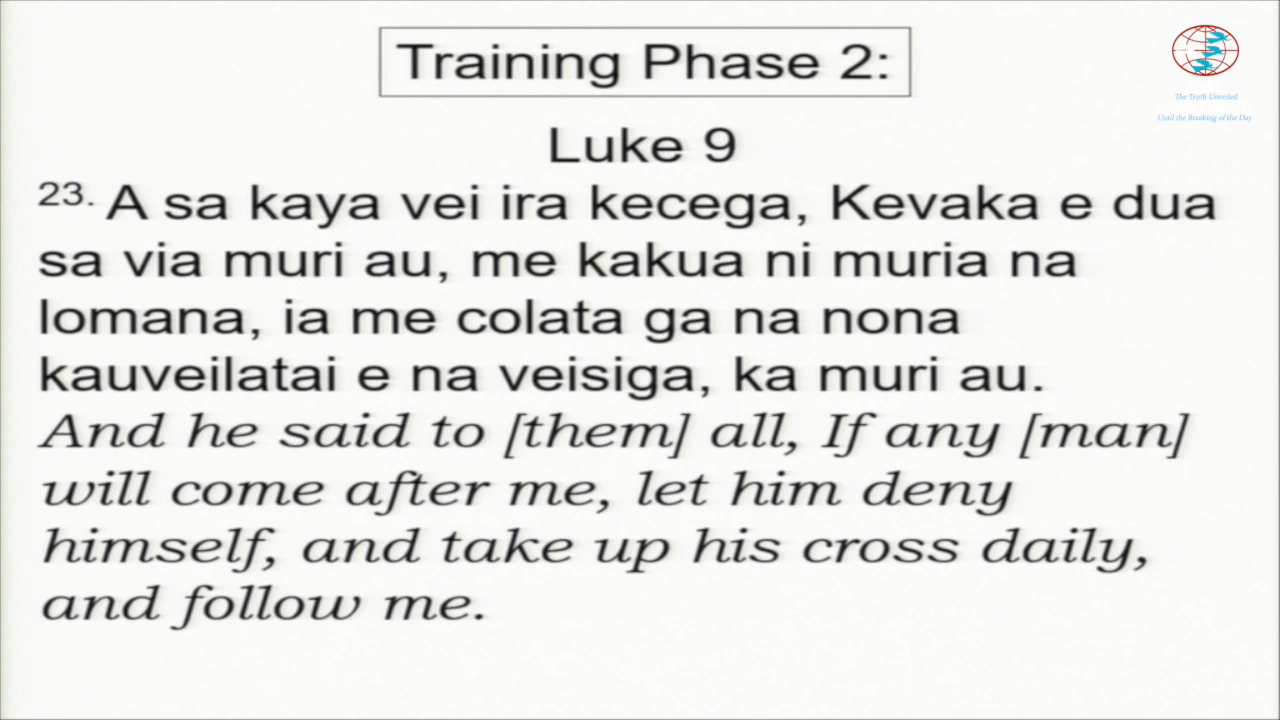 Training Phase 2:
The Truth Unveiled
Until the Breaking of the Day
Luke 9
23. A sa kaya vei ira kecega, Kevaka e dua
sa via muri au, me kakua ni muria na
lomana, ia me colata ga na nona
kauveilatai e na veisiga, ka muri au.
And he said to [them] all, If any [man]
will come after me, let him deny
himself, and take up his cross daily,
and follow me.